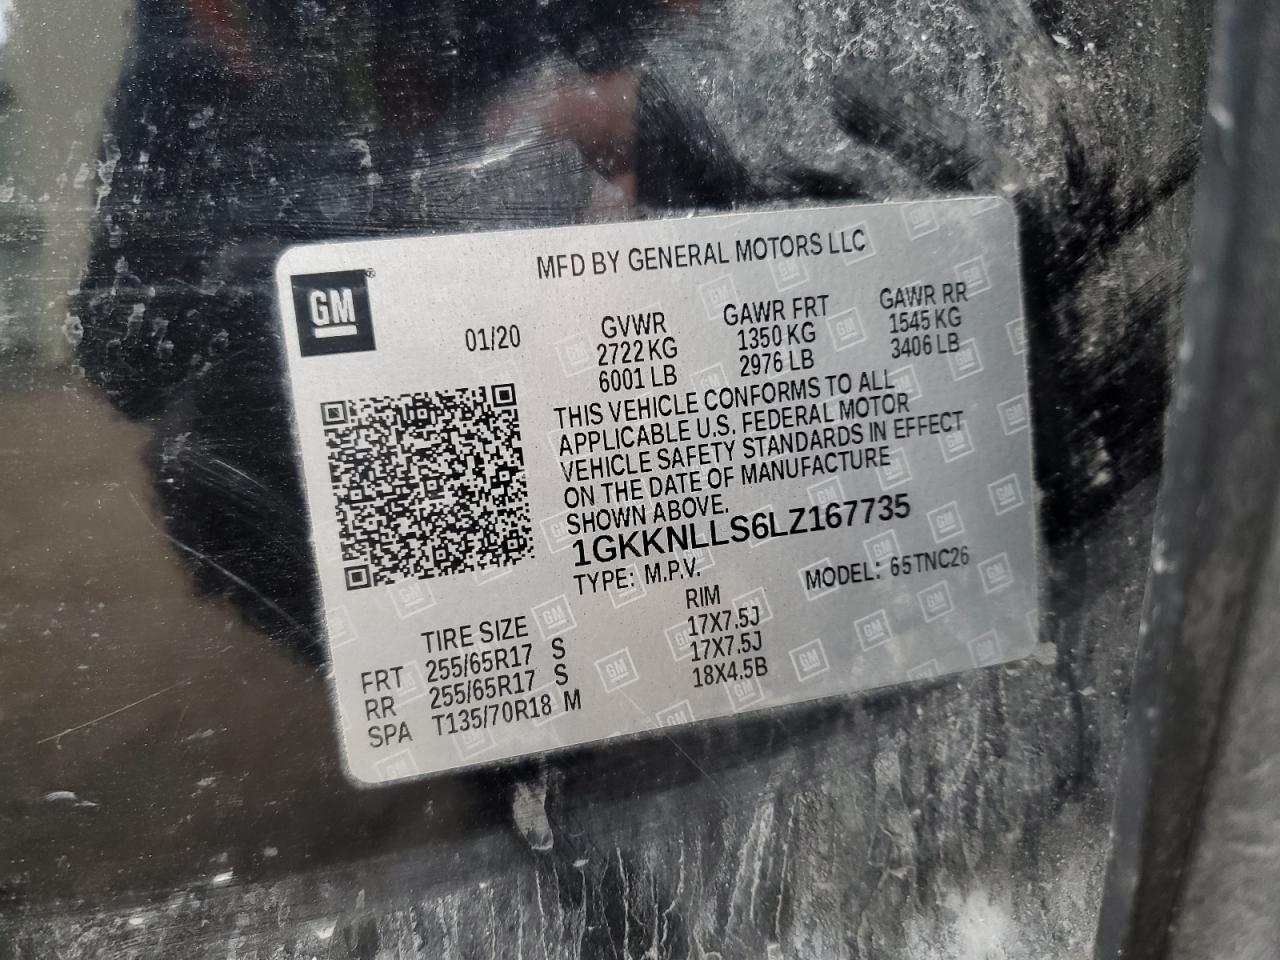 MFD BY GENERAL MOTORS LLC
GM
01/20
GVWR
2722 KG
6001 LB
GAWR FRT
1350 KG
2976 LB
GAWR RR
1545 KG
3406 LB
THIS VEHICLE CONFORMS TO ALL
APPLICABLE U.S. FEDERAL MOTOR
VEHICLE SAFETY STANDARDS IN EFFECT
ON THE DATE OF MANUFACTURE
SHOWN ABOVE.
1GKKNLLS6LZ167735
TYPE: M.P.V. MODEL: 65TNC26
TIRE SIZE RIM
FRT 255/65R17 S 17X7.5J
RR 255/65R17 S 17X7.5J
SPA T135/70R18 M 18X4.5B